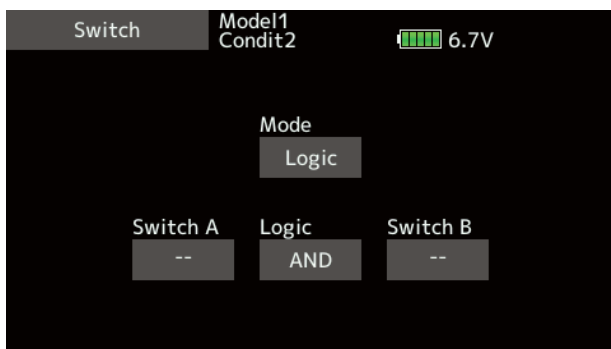 Switch
Model1
Condit2
6.7V
Mode
Logic
Switch A Logic Switch B
-- AND --